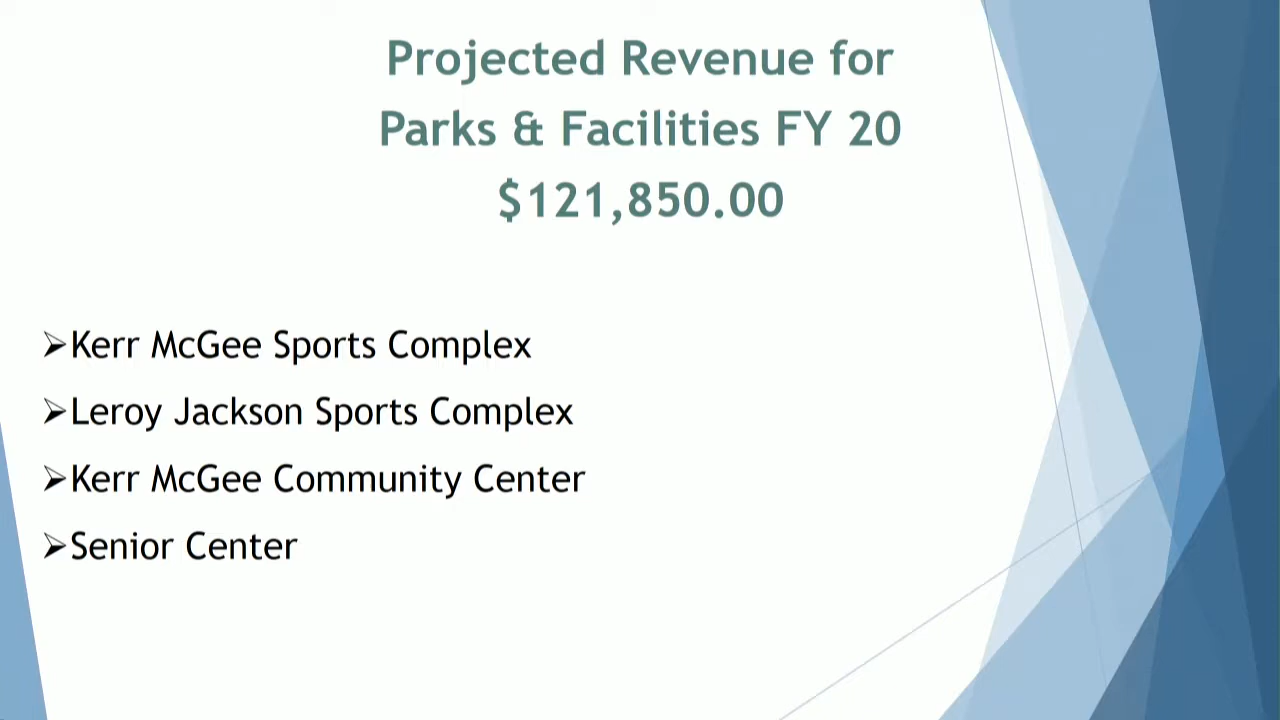 Projected Revenue for
Parks & Facilities FY 20
$121,850.00
➢Kerr McGee Sports Complex
➢Leroy Jackson Sports Complex
➢Kerr McGee Community Center
➢Senior Center